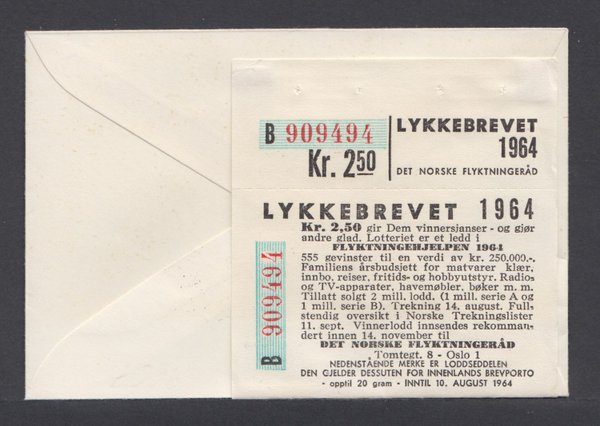 B 909494
Kr. 2.50
LYKKEBREVET
1964
DET NORSKE FLYKTNINGERÅD
LYKKEBREVET 1964
Kr. 2,50 gir Dem vinnersjanser - og gjør
andre glad. Lotteriet er et ledd i
FLYKTNINGEHJELPEN 1964
555 gevinster til en verdi av kr. 250.000.-.
Familiens årsbudsjett for matvarer klær,
innbo, reiser, fritids- og hobbyutstyr. Radio-
og TV-apparater, havemøbler, bøker m. m.
Tillatt solgt 2 mill. lodd. (1 mill. serie A og
1 mill. serie B). Trekning 14. august. Full-
stendig oversikt i Norske Trekningslister
11. sept. Vinnerlodd innsendes rekomman-
dert innen 14. november til
DET NORSKE FLYKTNINGERÅD
Tomtegt. 8 - Oslo 1
NEDENSTÅENDE MERKE ER LODDSEDDELEN
DEN GJELDER DESSUTEN FOR INNENLANDS BREVPORTO
- opptil 20 gram - INNTIL 10. AUGUST 1964
B 909494